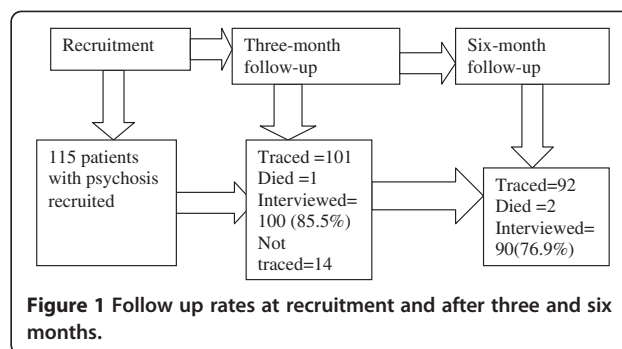 Recruitment
Three-month
follow-up
Six-month
follow-up
115 patients
with psychosis
recruited
Traced =101
Died =1
Interviewed=
100 (85.5%)
Not
traced=14
Traced=92
Died =2
Interviewed=
90(76.9%)
Figure 1 Follow up rates at recruitment and after three and six
months.